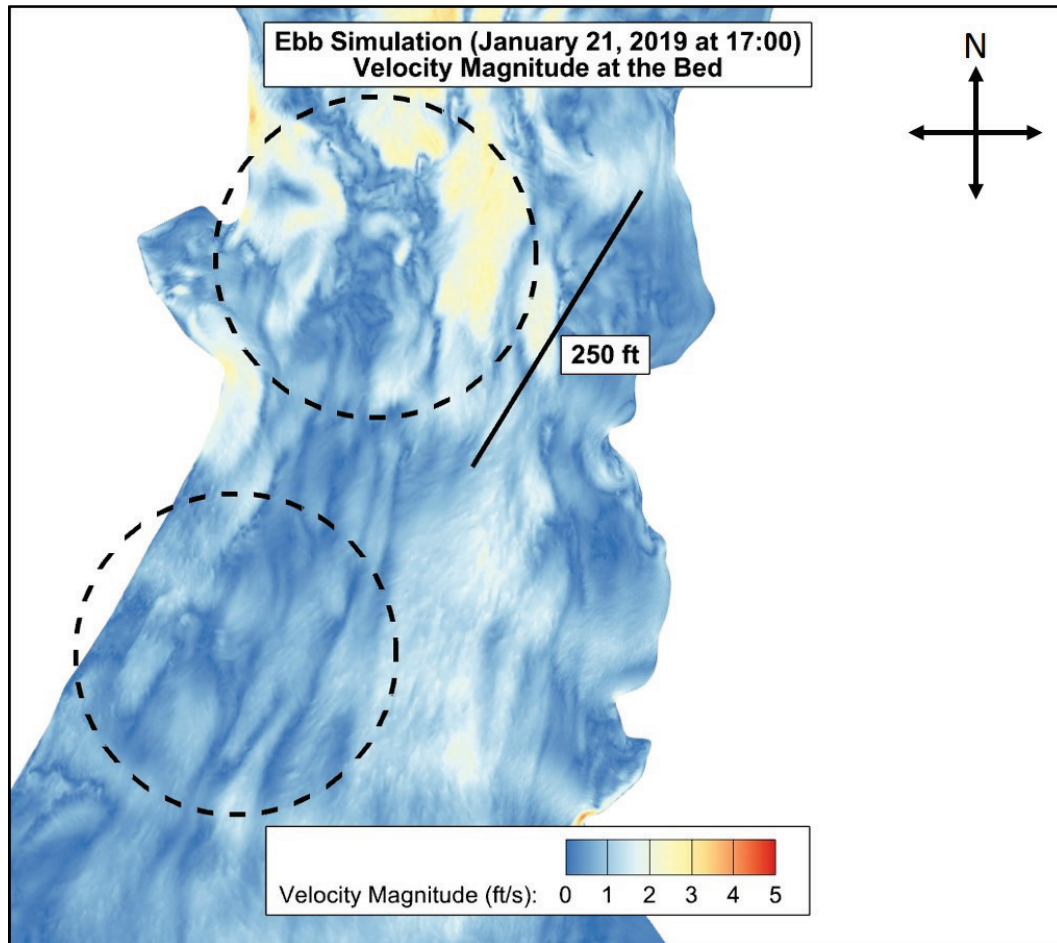 Ebb Simulation (January 21, 2019 at 17:00)
Velocity Magnitude at the Bed
N
250 ft
Velocity Magnitude (ft/s): 0 1 2 3 4 5